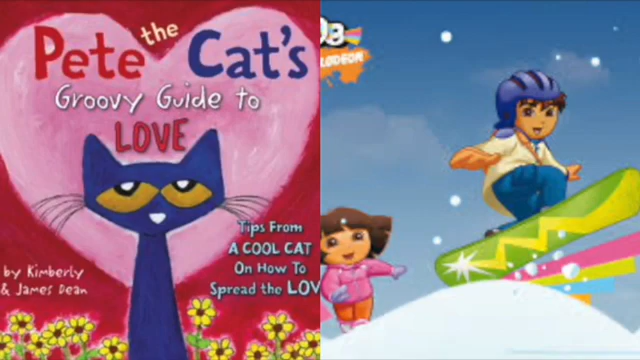 Pete the Cat's
Groovy Guide to
LOVE
Tips From
A COOL CAT
On How To
Spread the LOV
by Kimberly
& James Dean